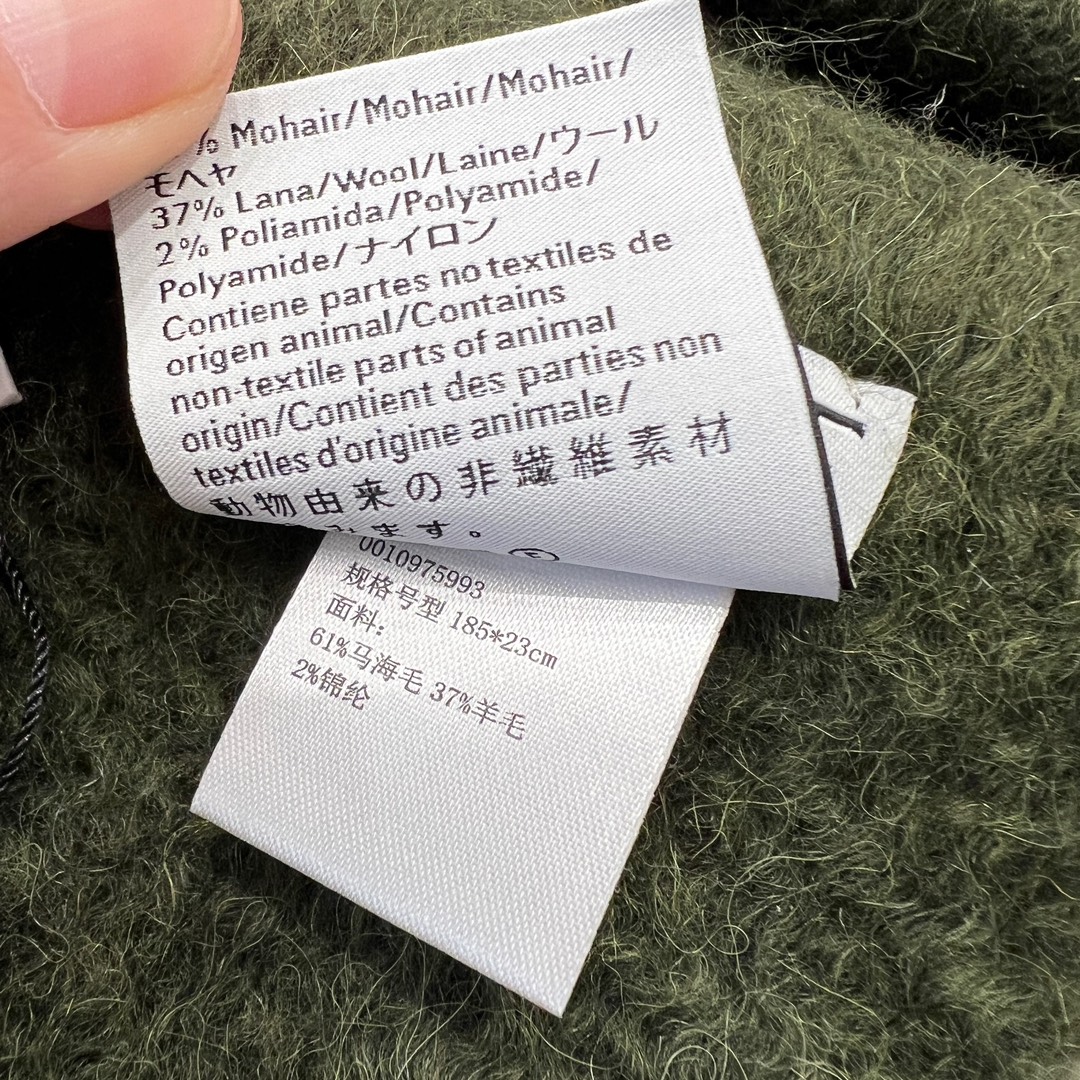 % Mohair/Mohair/Mohair/
モヘヤ
37% Lana/Wool/Laine/ウール
2% Poliamida/Polyamide/
Polyamide/ナイロン
Contiene partes no textiles de
origen animal/Contains
non-textile parts of animal
origin/Contient des parties non
textiles d'origine animale/
動物由来の非繊維素材
みます。
0010975993
规格号型 185*23cm
面料:
61%马海毛 37%羊毛
2%锦纶